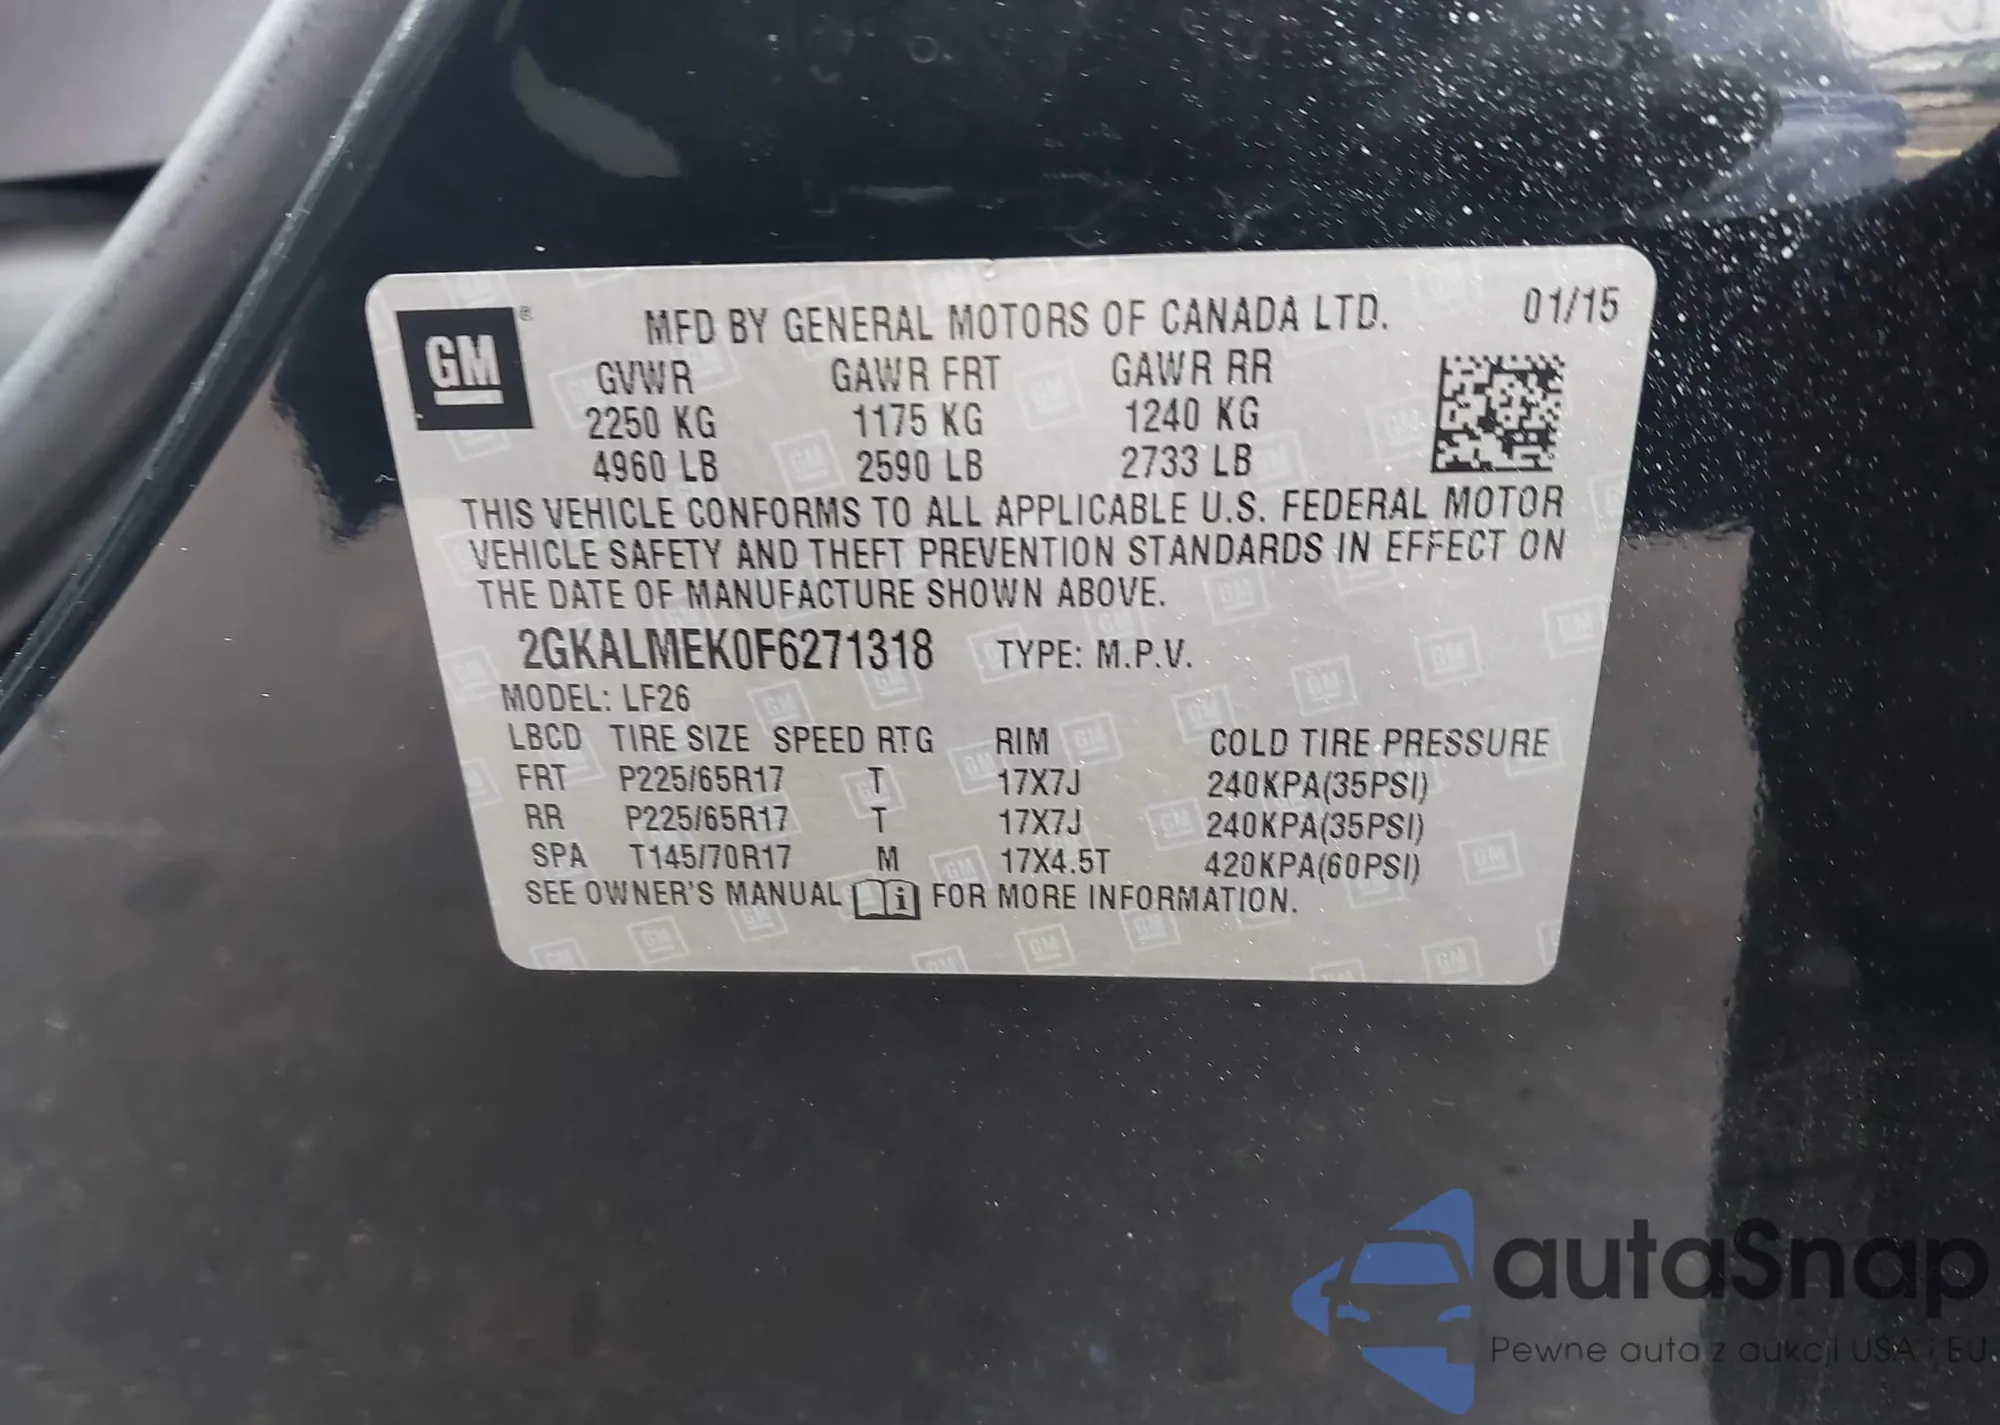 GM
®
MFD BY GENERAL MOTORS OF CANADA LTD. 01/15
GVWR GAWR FRT GAWR RR
2250 KG 1175 KG 1240 KG
4960 LB 2590 LB 2733 LB
THIS VEHICLE CONFORMS TO ALL APPLICABLE U.S. FEDERAL MOTOR
VEHICLE SAFETY AND THEFT PREVENTION STANDARDS IN EFFECT ON
THE DATE OF MANUFACTURE SHOWN ABOVE.
2GKALMEK0F6271318 TYPE: M.P.V.
MODEL: LF26
LBCD TIRE SIZE SPEED RTG RIM COLD TIRE PRESSURE
FRT P225/65R17 T 17X7J 240KPA(35PSI)
RR P225/65R17 T 17X7J 240KPA(35PSI)
SPA T145/70R17 M 17X4.5T 420KPA(60PSI)
SEE OWNER'S MANUAL i FOR MORE INFORMATION.
autaSnap
Pewne auta z aukcji USA i EU